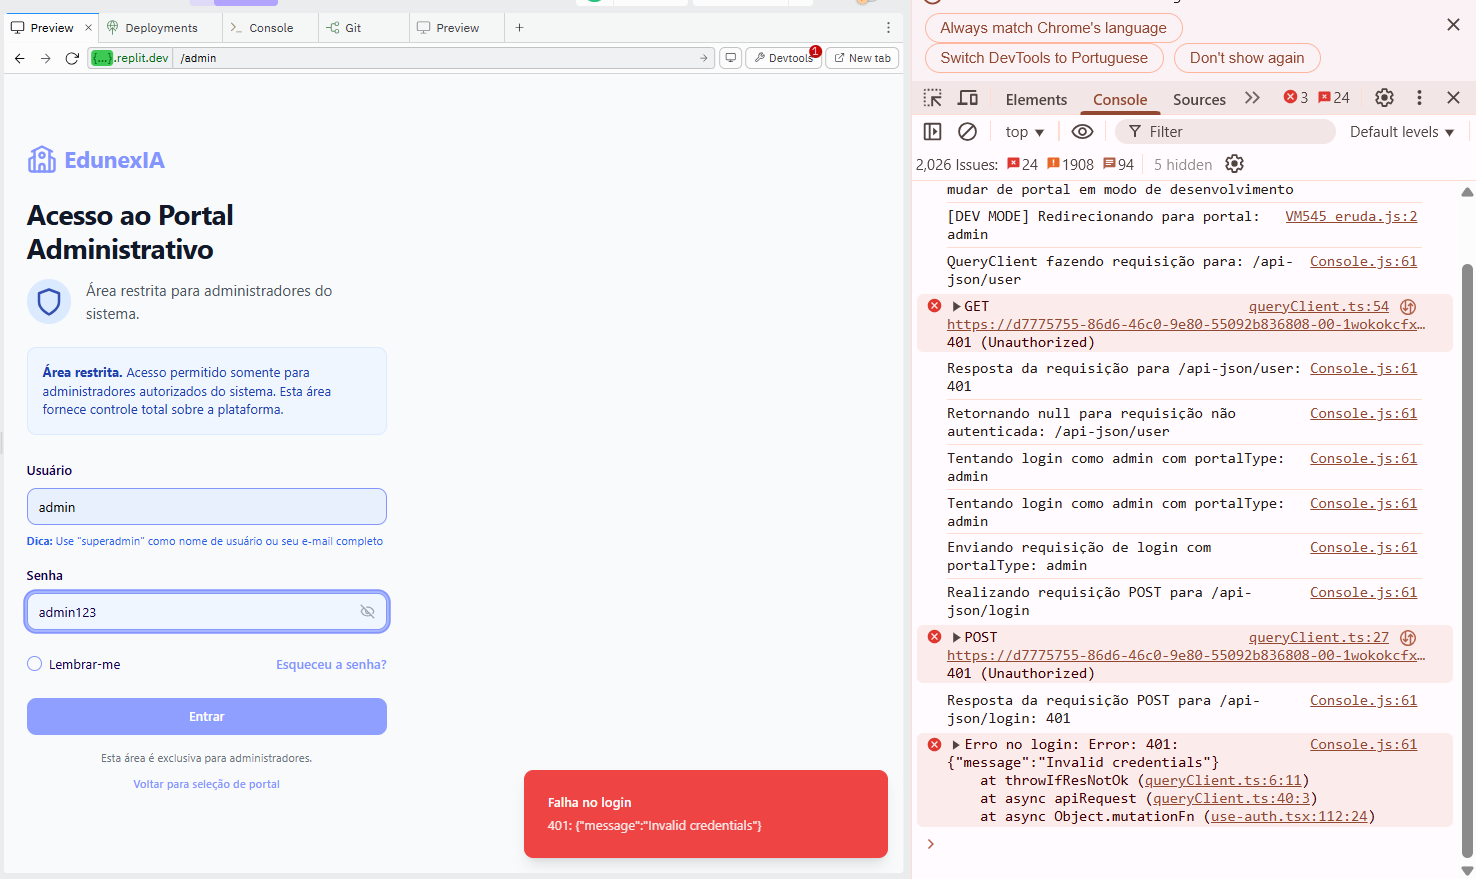 Preview
Deployments
Console
Git
Preview
{...}.replit.dev
/admin
Devtools
1
New tab
EdunexIA
Acesso ao Portal
Administrativo
Área restrita para administradores do
sistema.
Área restrita. Acesso permitido somente para
administradores autorizados do sistema. Esta área
fornece controle total sobre a plataforma.
Usuário
admin
Dica: Use "superadmin" como nome de usuário ou seu e-mail completo
Senha
admin123
Lembrar-me
Esqueceu a senha?
Entrar
Esta área é exclusiva para administradores.
Voltar para seleção de portal
Falha no login
401: {"message":"Invalid credentials"}
Always match Chrome's language
Switch DevTools to Portuguese
Don't show again
Elements
Console
Sources
3
24
top
Filter
Default levels
2,026 Issues:
24
1908
94
5 hidden
mudar de portal em modo de desenvolvimento
[DEV MODE] Redirecionando para portal: VM545 eruda.js:2
admin
QueryClient fazendo requisição para: /api- Console.js:61
json/user
GET queryClient.ts:54
https://d7775755-86d6-46c0-9e80-55092b836808-00-1wokokcfx…
401 (Unauthorized)
Resposta da requisição para /api-json/user: Console.js:61
401
Retornando null para requisição não Console.js:61
autenticada: /api-json/user
Tentando login como admin com portalType: Console.js:61
admin
Tentando login como admin com portalType: Console.js:61
admin
Enviando requisição de login com Console.js:61
portalType: admin
Realizando requisição POST para /api- Console.js:61
json/login
POST queryClient.ts:27
https://d7775755-86d6-46c0-9e80-55092b836808-00-1wokokcfx…
401 (Unauthorized)
Resposta da requisição POST para /api- Console.js:61
json/login: 401
Erro no login: Error: 401: Console.js:61
{"message":"Invalid credentials"}
at throwIfResNotOk (queryClient.ts:6:11)
at async apiRequest (queryClient.ts:40:3)
at async Object.mutationFn (use-auth.tsx:112:24)